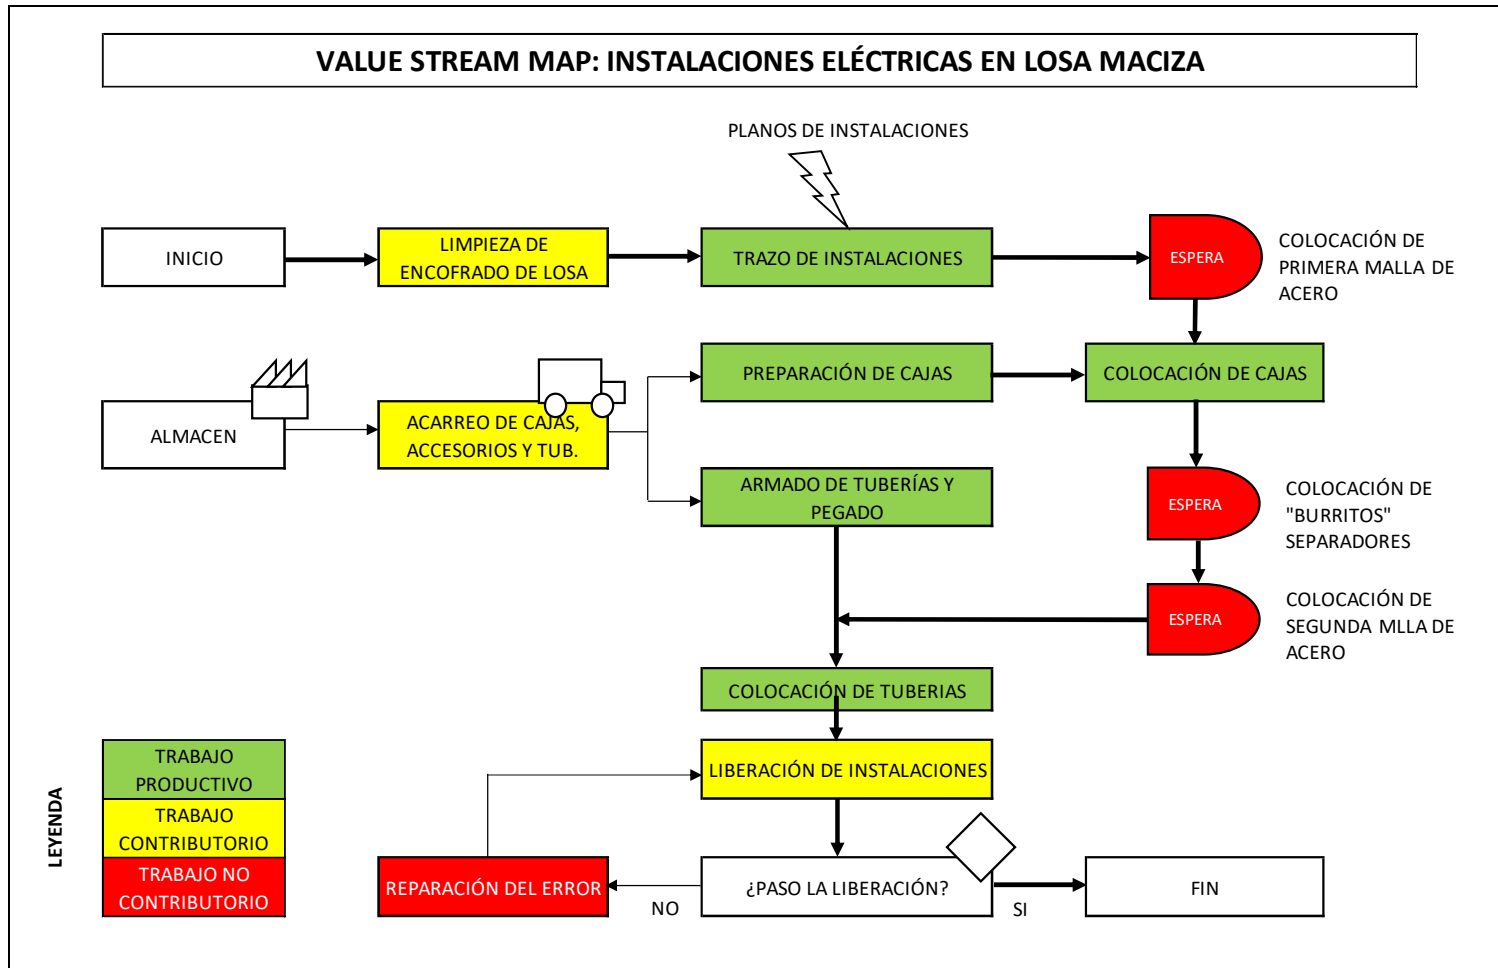 VALUE STREAM MAP: INSTALACIONES ELÉCTRICAS EN LOSA MACIZA
PLANOS DE INSTALACIONES
INICIO
LIMPIEZA DE
ENCOFRADO DE LOSA
TRAZO DE INSTALACIONES
ESPERA
COLOCACIÓN DE
PRIMERA MALLA DE
ACERO
ALMACEN
ACARREO DE CAJAS,
ACCESORIOS Y TUB.
PREPARACIÓN DE CAJAS
COLOCACIÓN DE CAJAS
ARMADO DE TUBERÍAS Y
PEGADO
ESPERA
COLOCACIÓN DE
"BURRITOS"
SEPARADORES
ESPERA
COLOCACIÓN DE
SEGUNDA MLLA DE
ACERO
COLOCACIÓN DE TUBERIAS
LIBERACIÓN DE INSTALACIONES
REPARACIÓN DEL ERROR
NO
¿PASO LA LIBERACIÓN?
SI
FIN
LEYENDA
TRABAJO
PRODUCTIVO
TRABAJO
CONTRIBUTORIO
TRABAJO NO
CONTRIBUTORIO